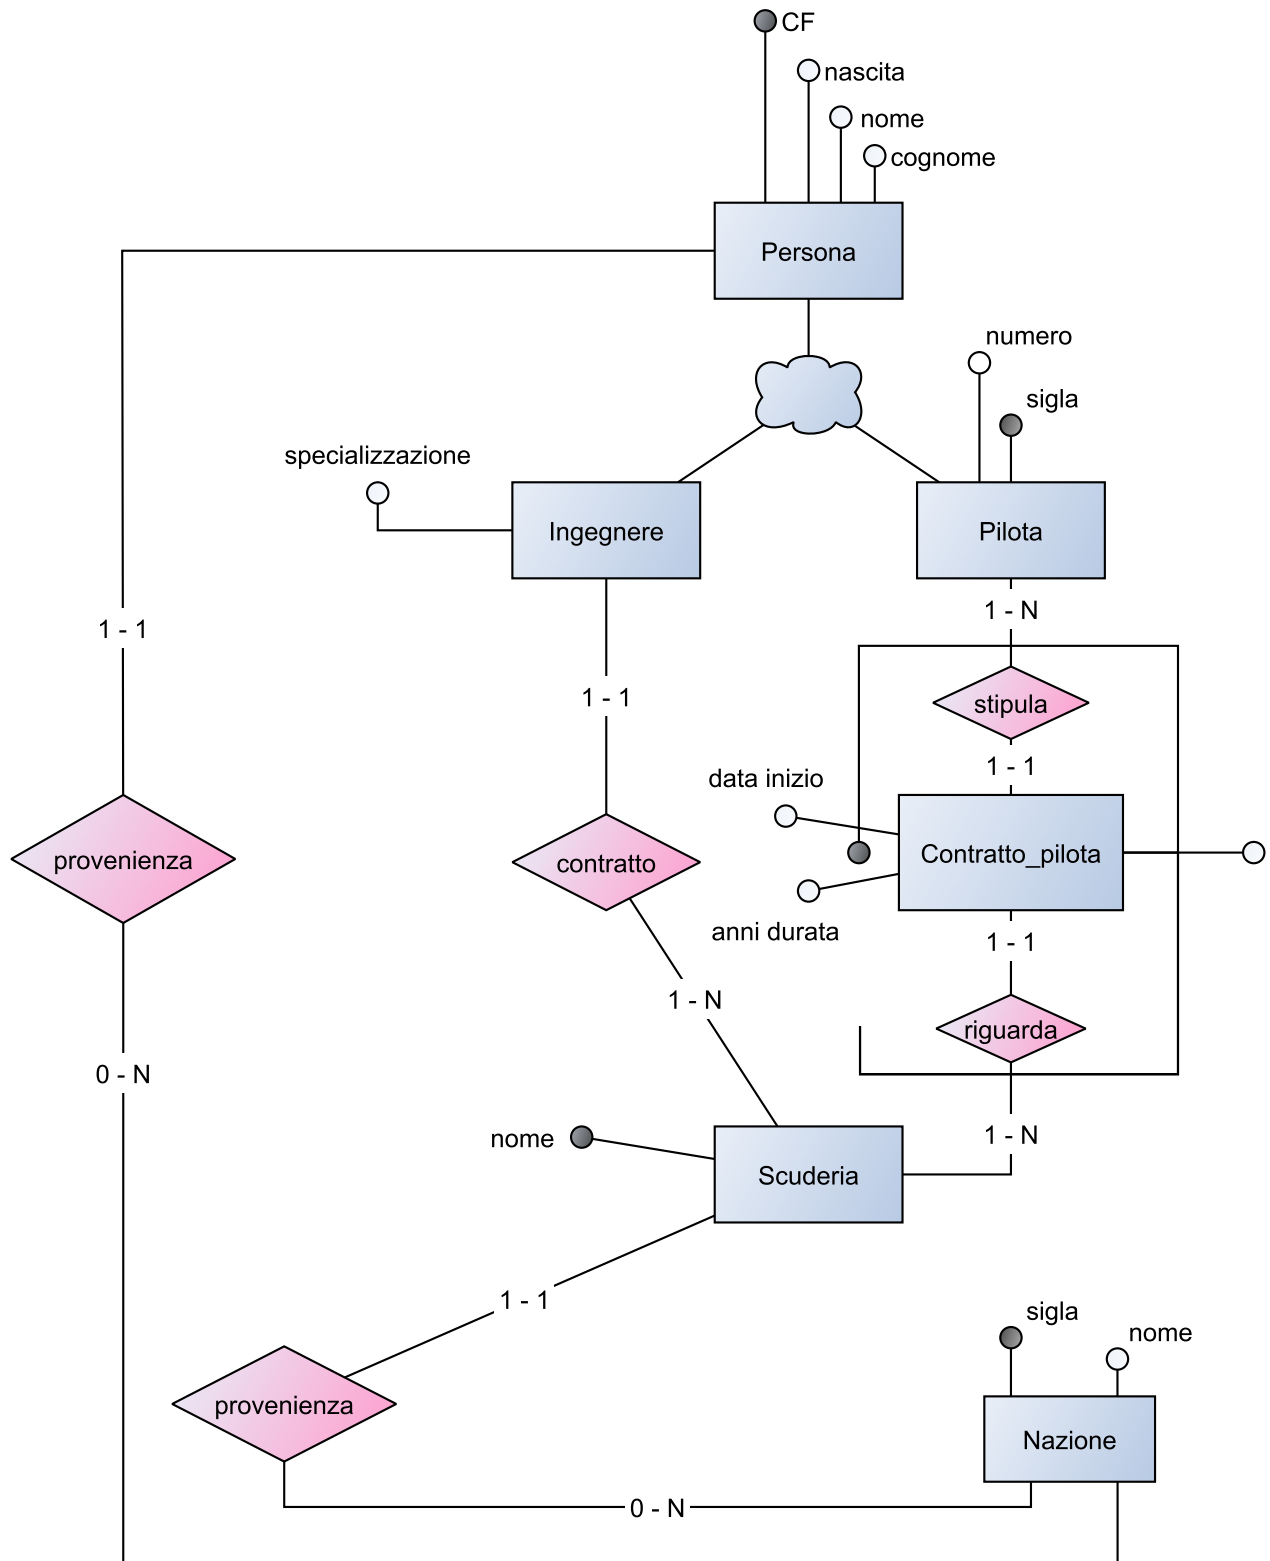 CF
nascita
nome
cognome
Persona
numero
sigla
specializzazione
Ingegnere
Pilota
1 - N
1 - 1
1 - 1
stipula
1 - 1
data inizio
provenienza
contratto
Contratto_pilota
anni durata
1 - 1
1 - N
riguarda
0 - N
nome
1 - N
Scuderia
1 - 1
sigla
nome
provenienza
Nazione
0 - N